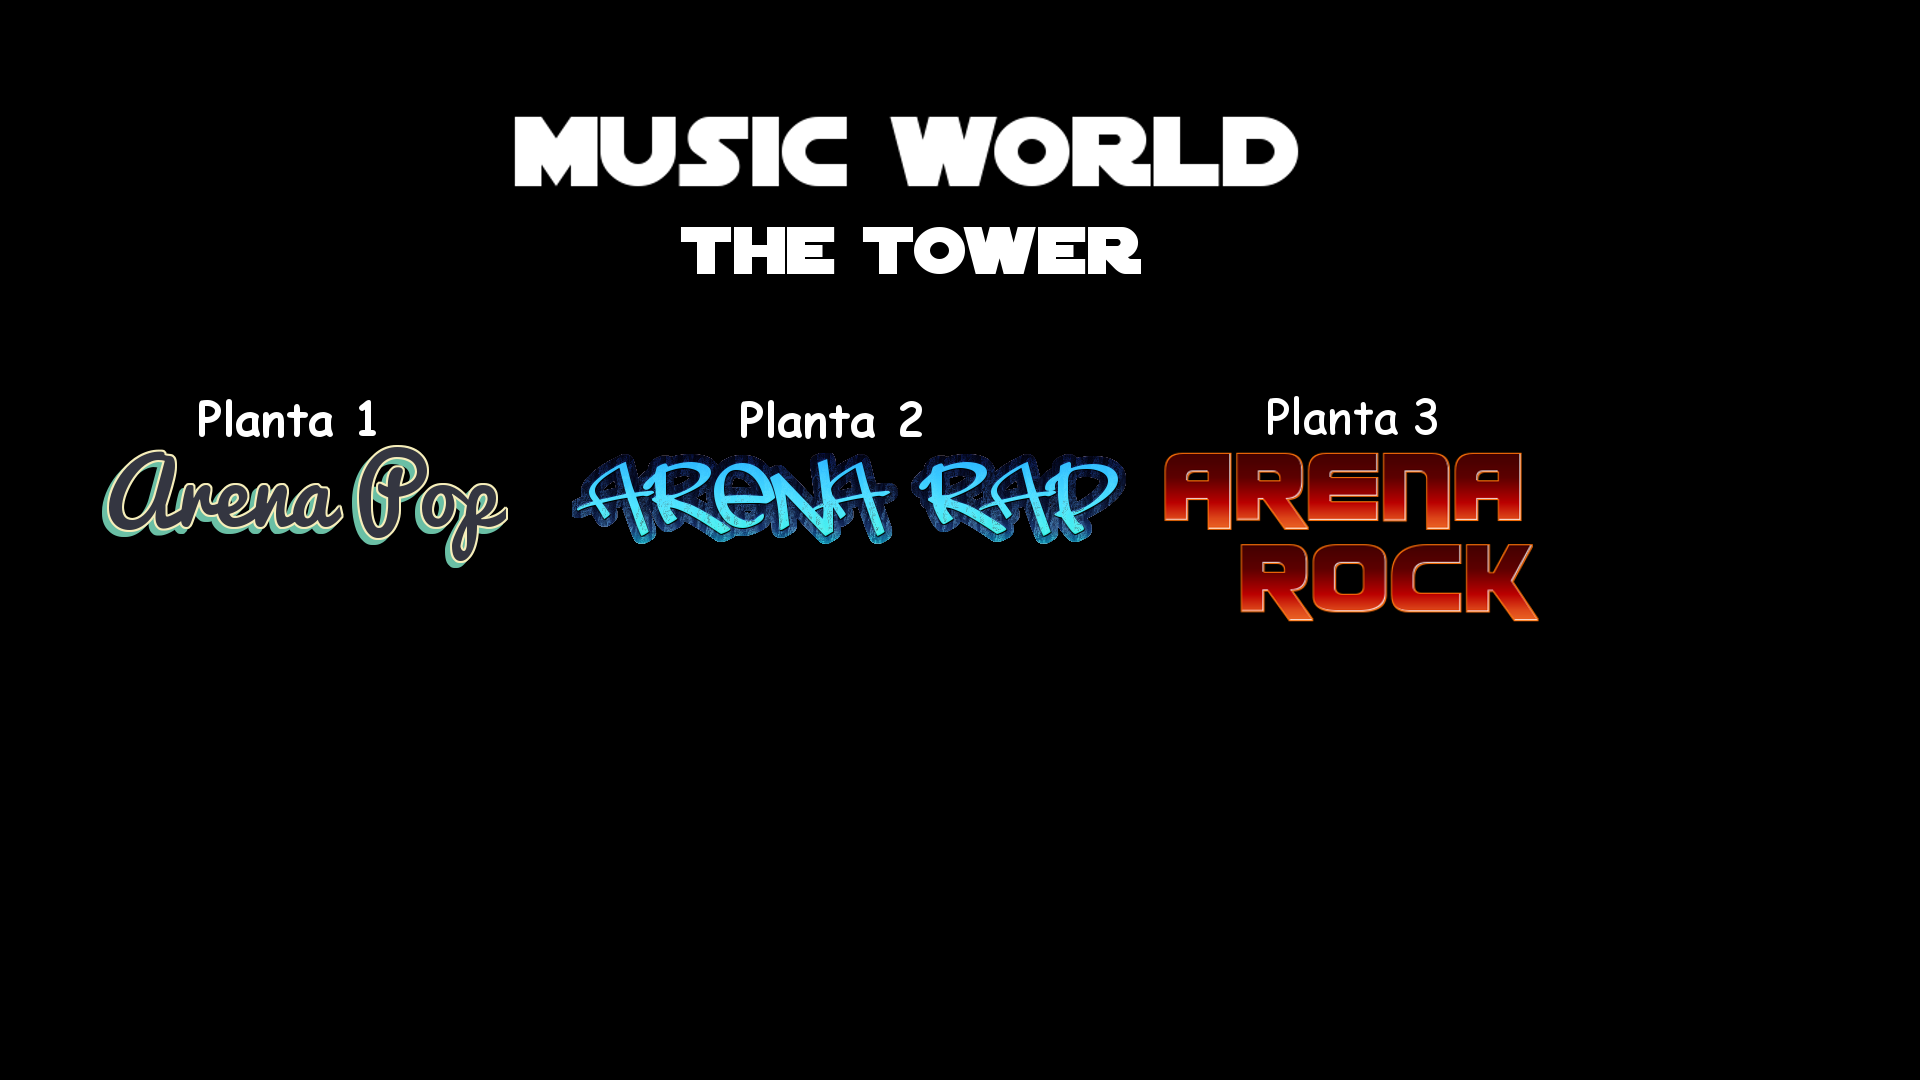 MUSIC WORLD
THE TOWER
Planta 1
Arena Pop
Planta 2
ARENA RAP
Planta 3
ARENA
ROCK